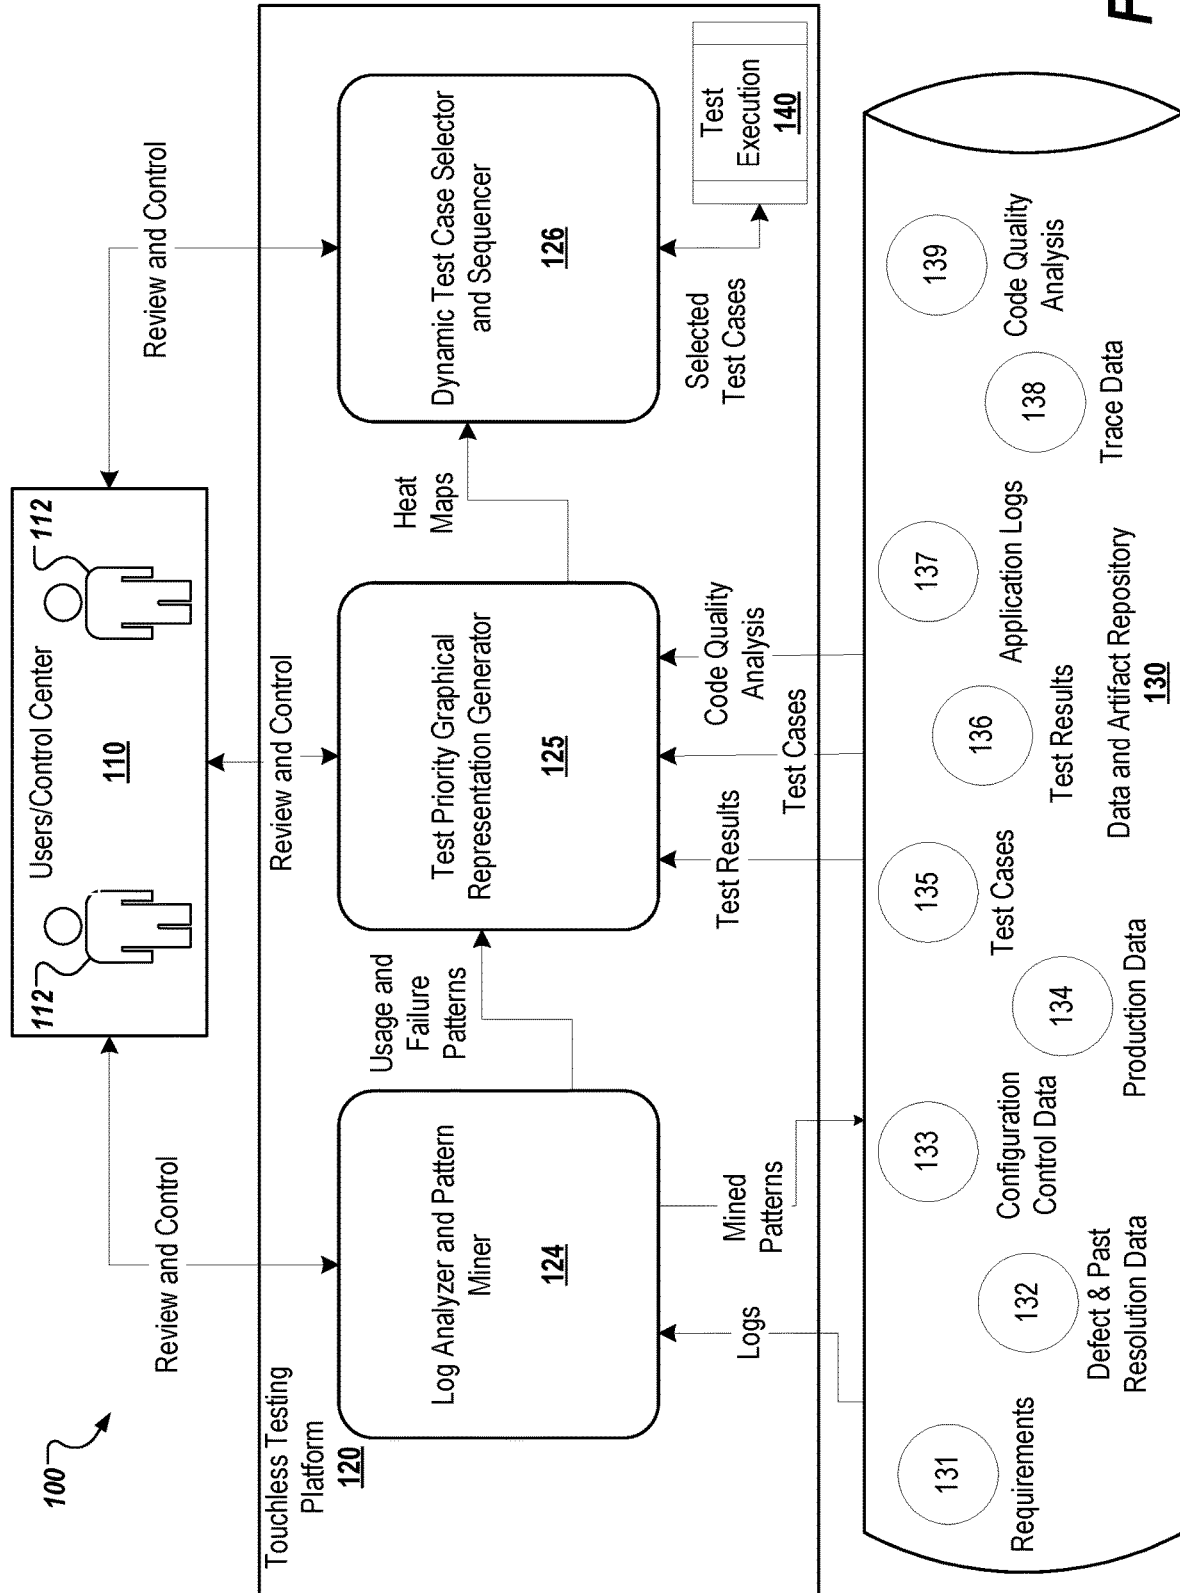 100
Users/Control Center
110
112
112
Review and Control
Review and Control
Review and Control
Touchless Testing
Platform
120
Log Analyzer and Pattern
Miner
124
Usage and
Failure
Patterns
Test Priority Graphical
Representation Generator
125
Heat
Maps
Dynamic Test Case Selector
and Sequencer
126
Logs
Mined
Patterns
Test Results
Test Cases
Code Quality
Analysis
Selected
Test Cases
Test
Execution
140
131
Requirements
132
Defect & Past
Resolution Data
133
Configuration
Control Data
134
Production Data
135
Test Cases
136
Test Results
137
Application Logs
138
Trace Data
139
Code Quality
Analysis
Data and Artifact Repository
130